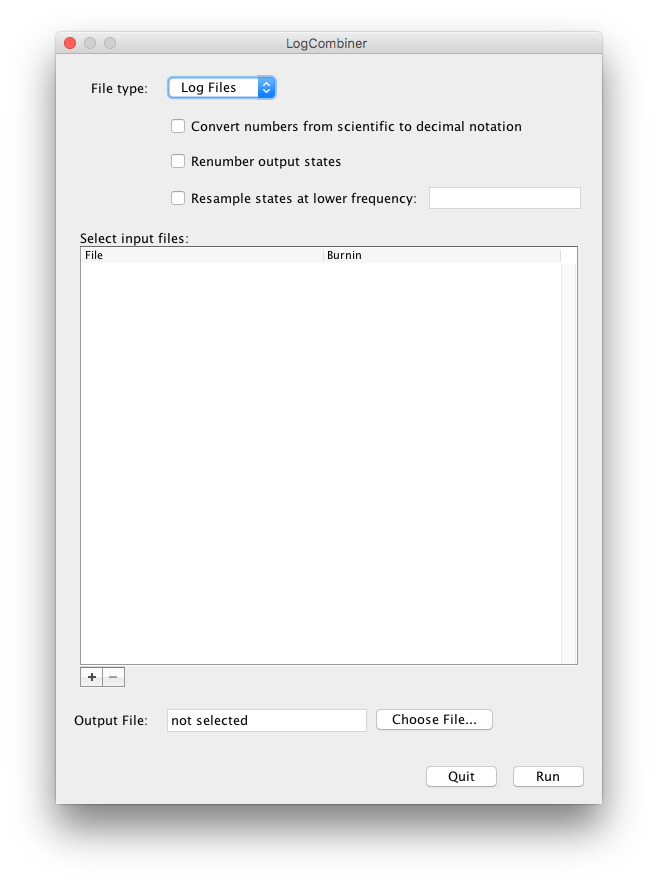 LogCombiner
File type: Log Files
Convert numbers from scientific to decimal notation
Renumber output states
Resample states at lower frequency:
Select input files:
File Burnin
+ −
Output File: not selected Choose File...
Quit Run